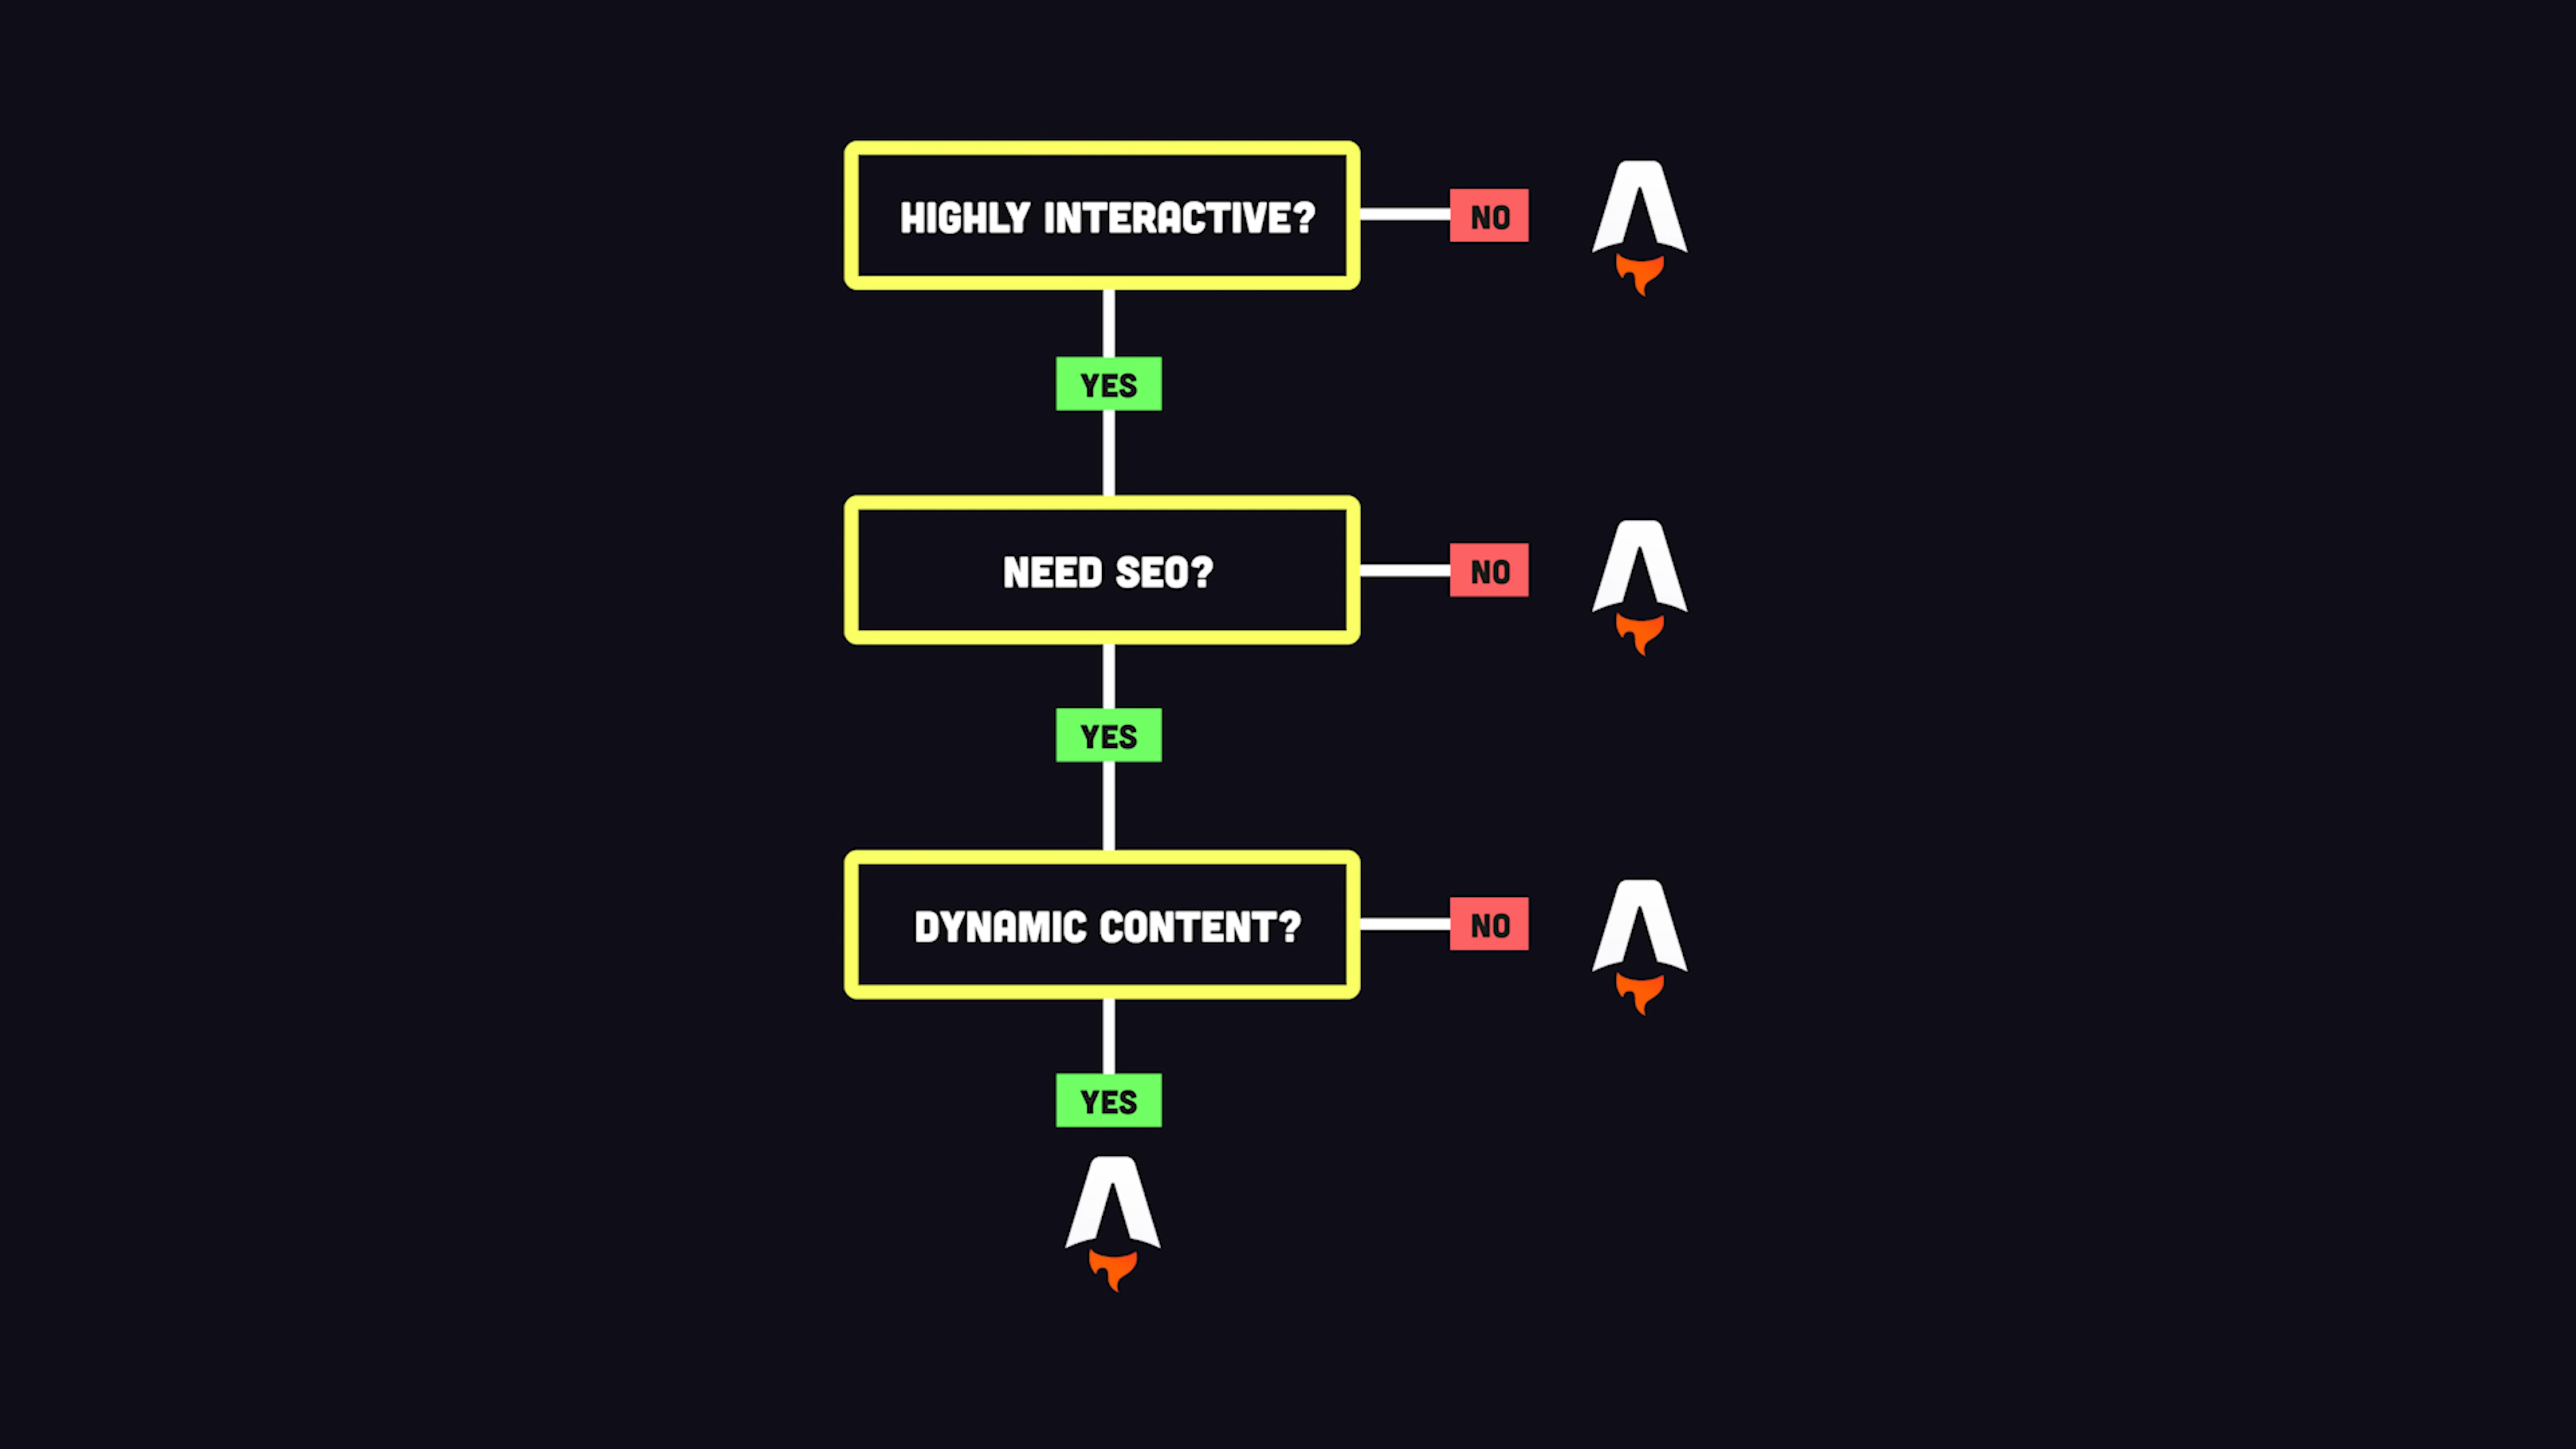 HIGHLY INTERACTIVE?
NO
YES
NEED SEO?
NO
YES
DYNAMIC CONTENT?
NO
YES